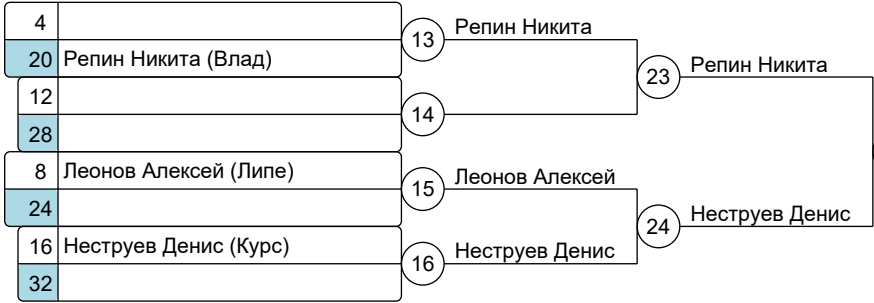 4
20 Репин Никита (Влад)
13 Репин Никита
12
28
14
23 Репин Никита
8 Леонов Алексей (Липе)
24
15 Леонов Алексей
16 Неструев Денис (Курс)
32
16 Неструев Денис
24 Неструев Денис